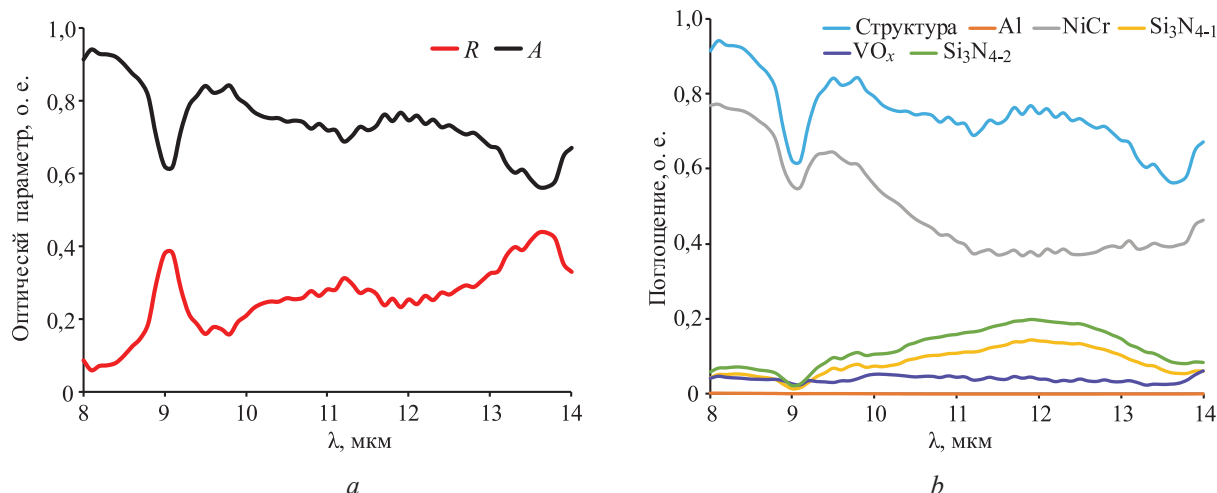 1,0
0,8
0,6
0,4
0,2
0
Оптическй параметр, о. е.
R A
8 9 10 11 12 13 14
λ, мкм
a
1,0
0,8
0,6
0,4
0,2
0
Поглощение, о. е.
Структура Al NiCr Si3N4-1
VOx Si3N4-2
8 9 10 11 12 13 14
λ, мкм
b